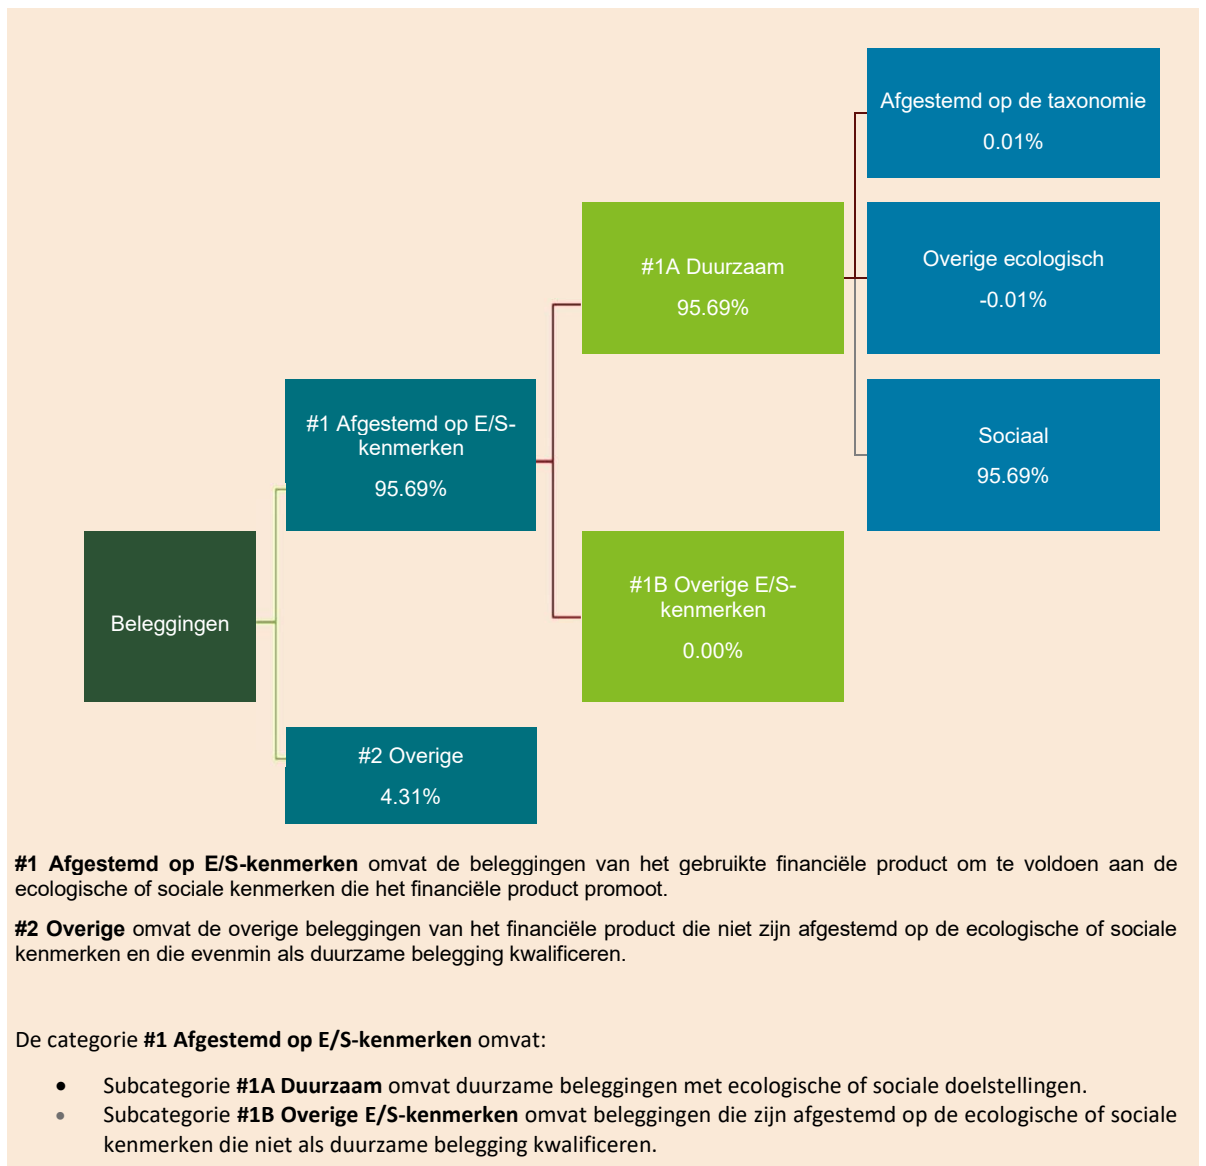 Afgestemd op de taxonomie
0.01%
#1A Duurzaam
95.69%
Overige ecologisch
-0.01%
#1 Afgestemd op E/S-
kenmerken
95.69%
Sociaal
95.69%
Beleggingen
#1B Overige E/S-
kenmerken
0.00%
#2 Overige
4.31%
#1 Afgestemd op E/S-kenmerken omvat de beleggingen van het gebruikte financiële product om te voldoen aan de
ecologische of sociale kenmerken die het financiële product promoot.
#2 Overige omvat de overige beleggingen van het financiële product die niet zijn afgestemd op de ecologische of sociale
kenmerken en die evenmin als duurzame belegging kwalificeren.
De categorie #1 Afgestemd op E/S-kenmerken omvat:
• Subcategorie #1A Duurzaam omvat duurzame beleggingen met ecologische of sociale doelstellingen.
• Subcategorie #1B Overige E/S-kenmerken omvat beleggingen die zijn afgestemd op de ecologische of sociale
kenmerken die niet als duurzame belegging kwalificeren.